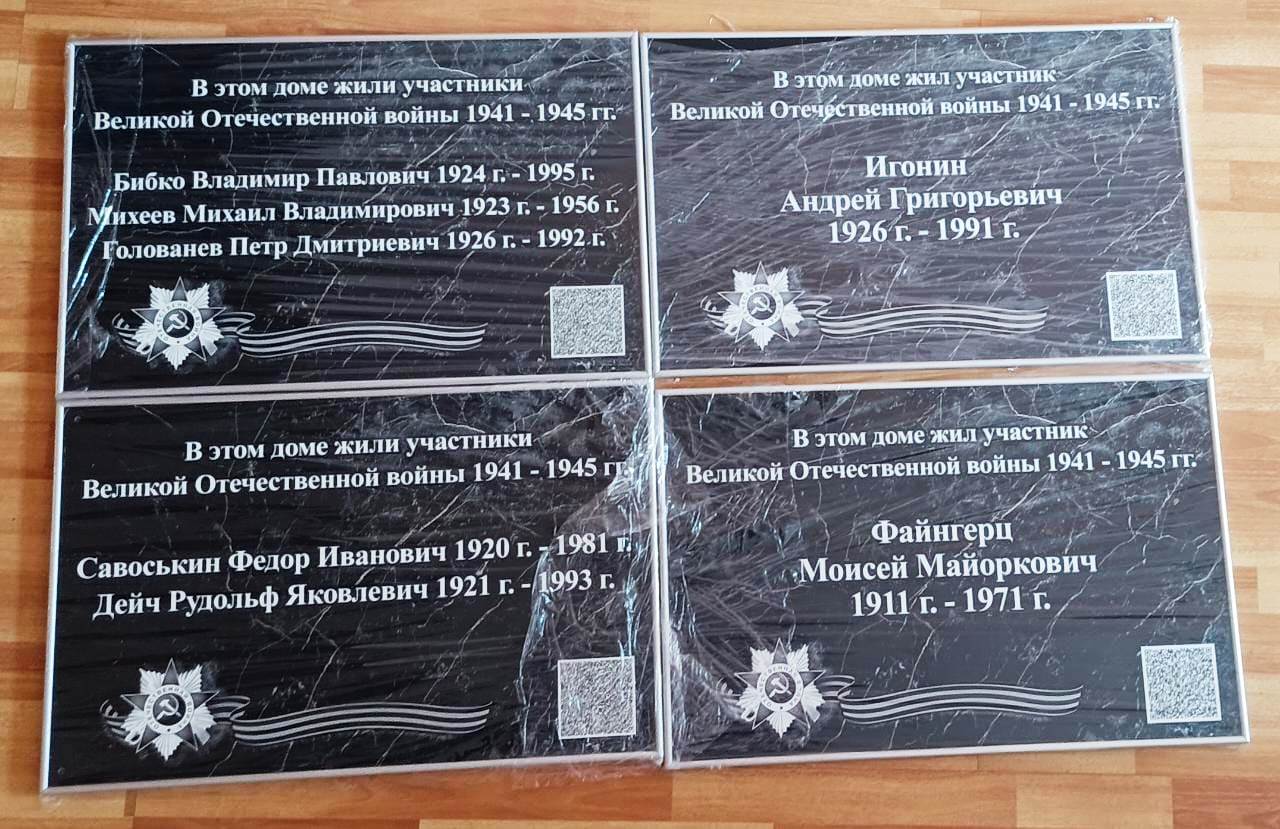 В этом доме жили участники
Великой Отечественной войны 1941 - 1945 гг.
Бибко Владимир Павлович 1924 г. - 1995 г.
Михеев Михаил Владимирович 1923 г. - 1956 г.
Голованев Петр Дмитриевич 1926 г. - 1992 г.
В этом доме жил участник
Великой Отечественной войны 1941 - 1945 гг.
Игонин
Андрей Григорьевич
1926 г. - 1991 г.
В этом доме жили участники
Великой Отечественной войны 1941 - 1945 гг.
Савоськин Федор Иванович 1920 г. - 1981 г.
Дейч Рудольф Яковлевич 1921 г. - 1993 г.
В этом доме жил участник
Великой Отечественной войны 1941 - 1945 гг.
Файнгерц
Моисей Майоркович
1911 г. - 1971 г.